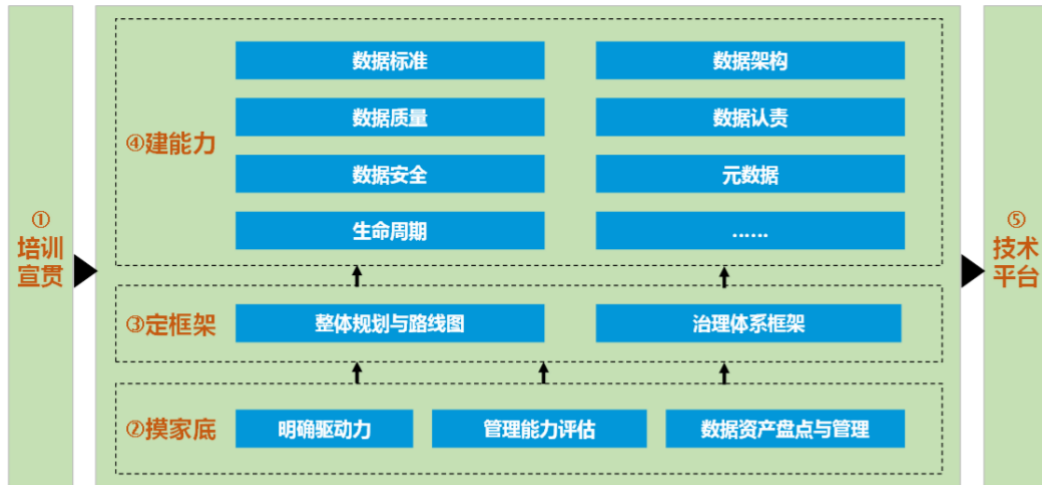 ①
培训
宣贯
④建能力
数据标准
数据架构
数据质量
数据认责
数据安全
元数据
生命周期
......
③定框架
整体规划与路线图
治理体系框架
②摸家底
明确驱动力
管理能力评估
数据资产盘点与管理
⑤
技术
平台